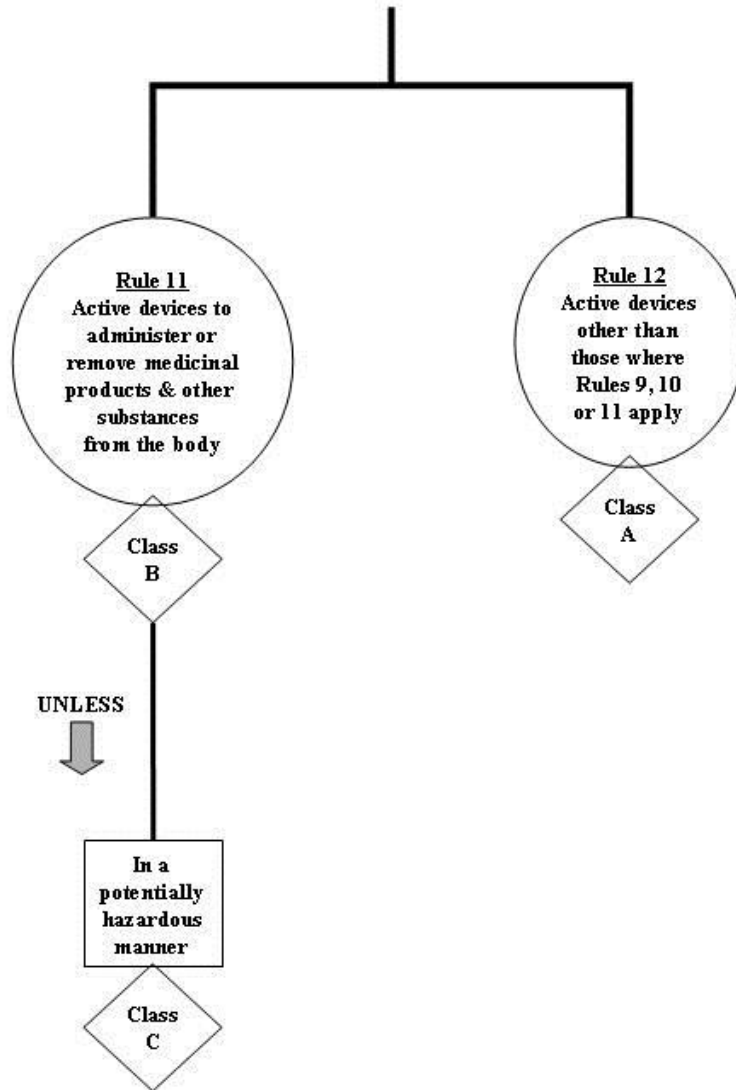 Rule 11
Active devices to
administer or
remove medicinal
products & other
substances
from the body
Rule 12
Active devices
other than
those where
Rules 9, 10
or 11 apply
Class
B
Class
A
UNLESS
In a
potentially
hazardous
manner
Class
C